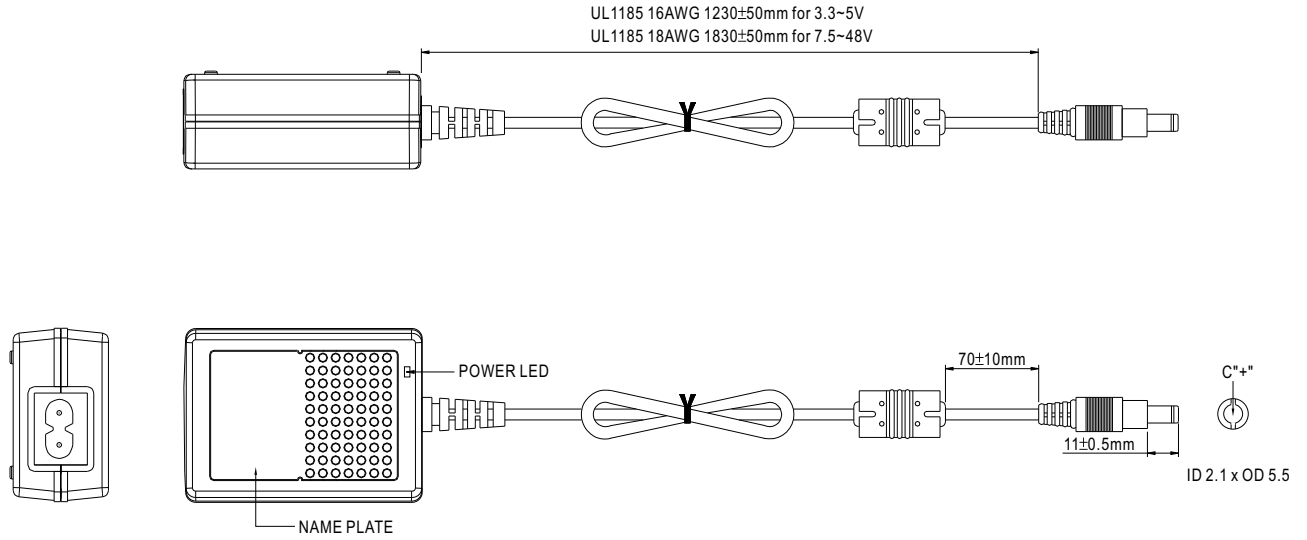 UL1185 16AWG 1230±50mm for 3.3~5V
UL1185 18AWG 1830±50mm for 7.5~48V
POWER LED
70±10mm
C"+"
11±0.5mm
ID 2.1 x OD 5.5
NAME PLATE